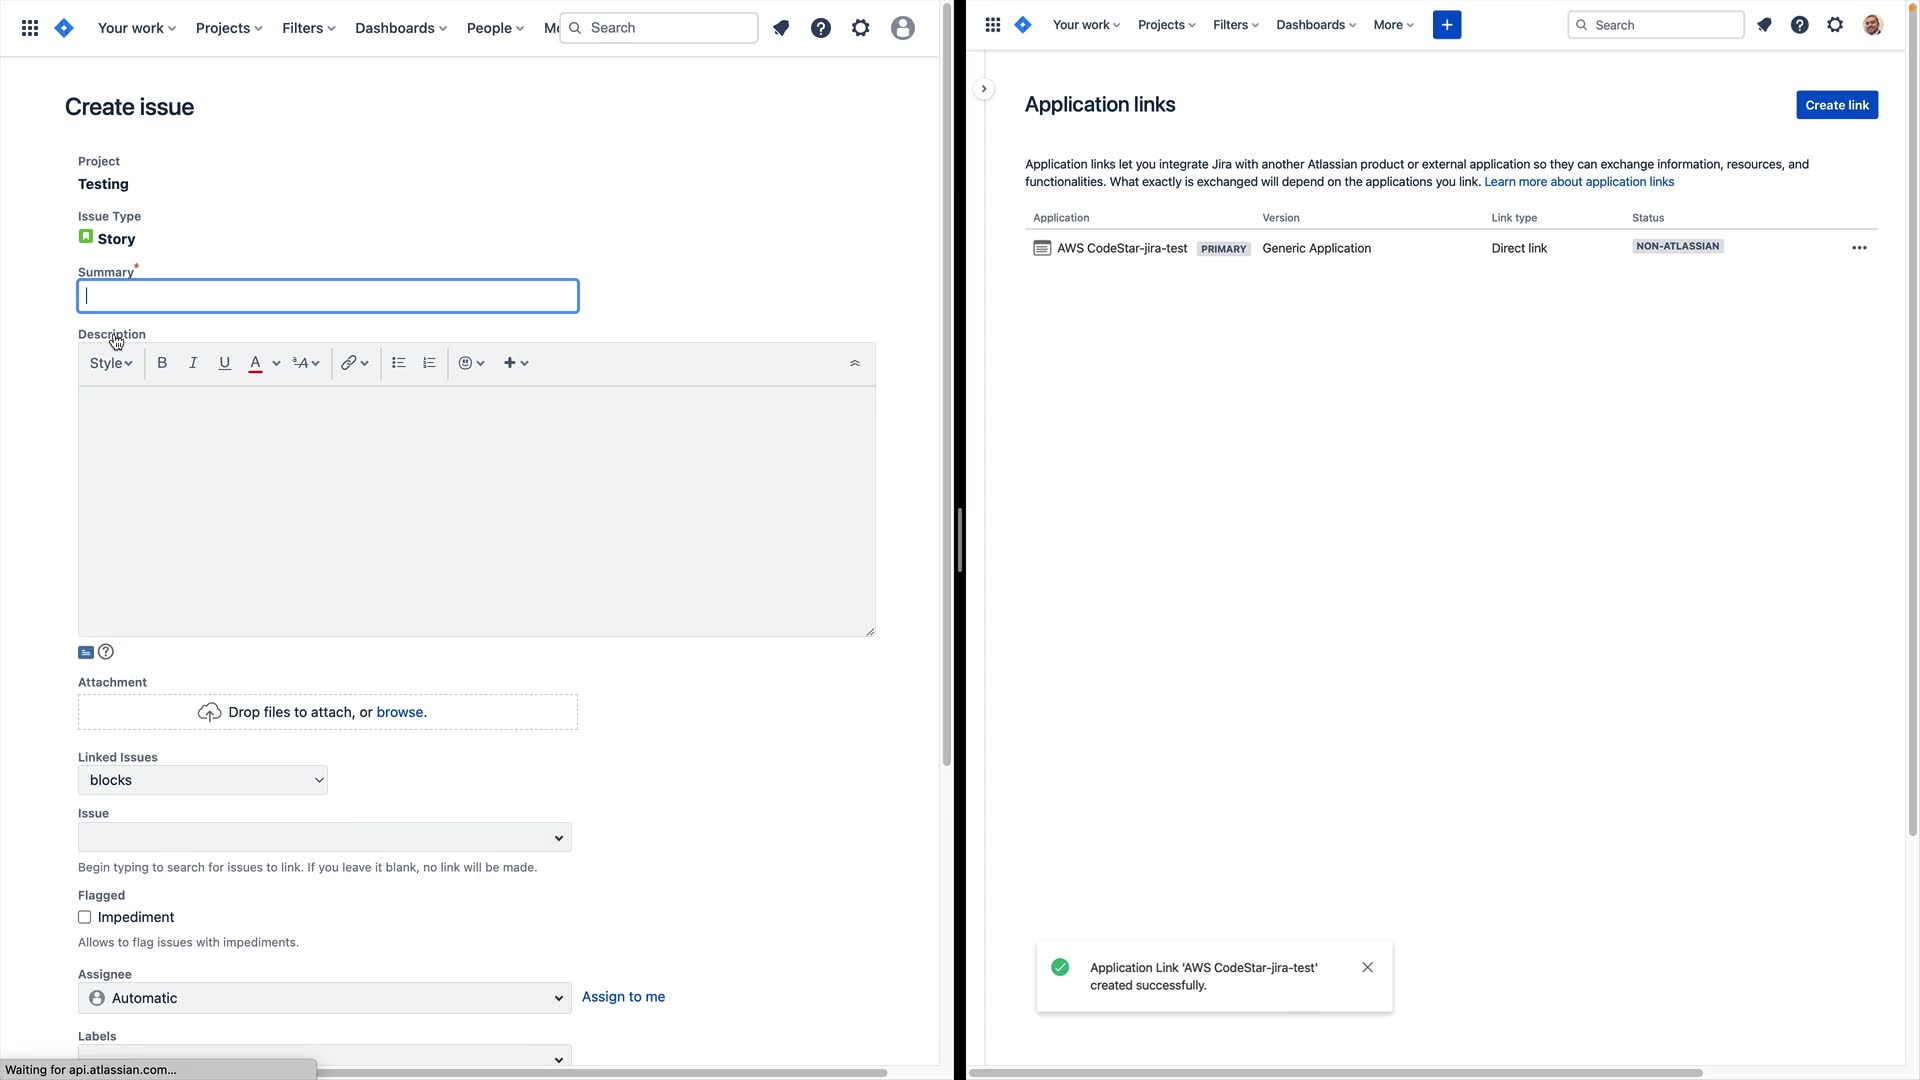 Your work Projects Filters Dashboards People Search
Create issue
Project
Testing
Issue Type
Story
Summary*
Description
Style B I U A ªA
Attachment
Drop files to attach, or browse.
Linked Issues
blocks
Issue
Begin typing to search for issues to link. If you leave it blank, no link will be made.
Flagged
Impediment
Allows to flag issues with impediments.
Assignee
Automatic Assign to me
Labels
Waiting for api.atlassian.com...
Your work Projects Filters Dashboards More + Search
Application links Create link
Application links let you integrate Jira with another Atlassian product or external application so they can exchange information, resources, and
functionalities. What exactly is exchanged will depend on the applications you link. Learn more about application links
Application Version Link type Status
AWS CodeStar-jira-test PRIMARY Generic Application Direct link NON-ATLASSIAN •••
Application Link 'AWS CodeStar-jira-test'
created successfully.